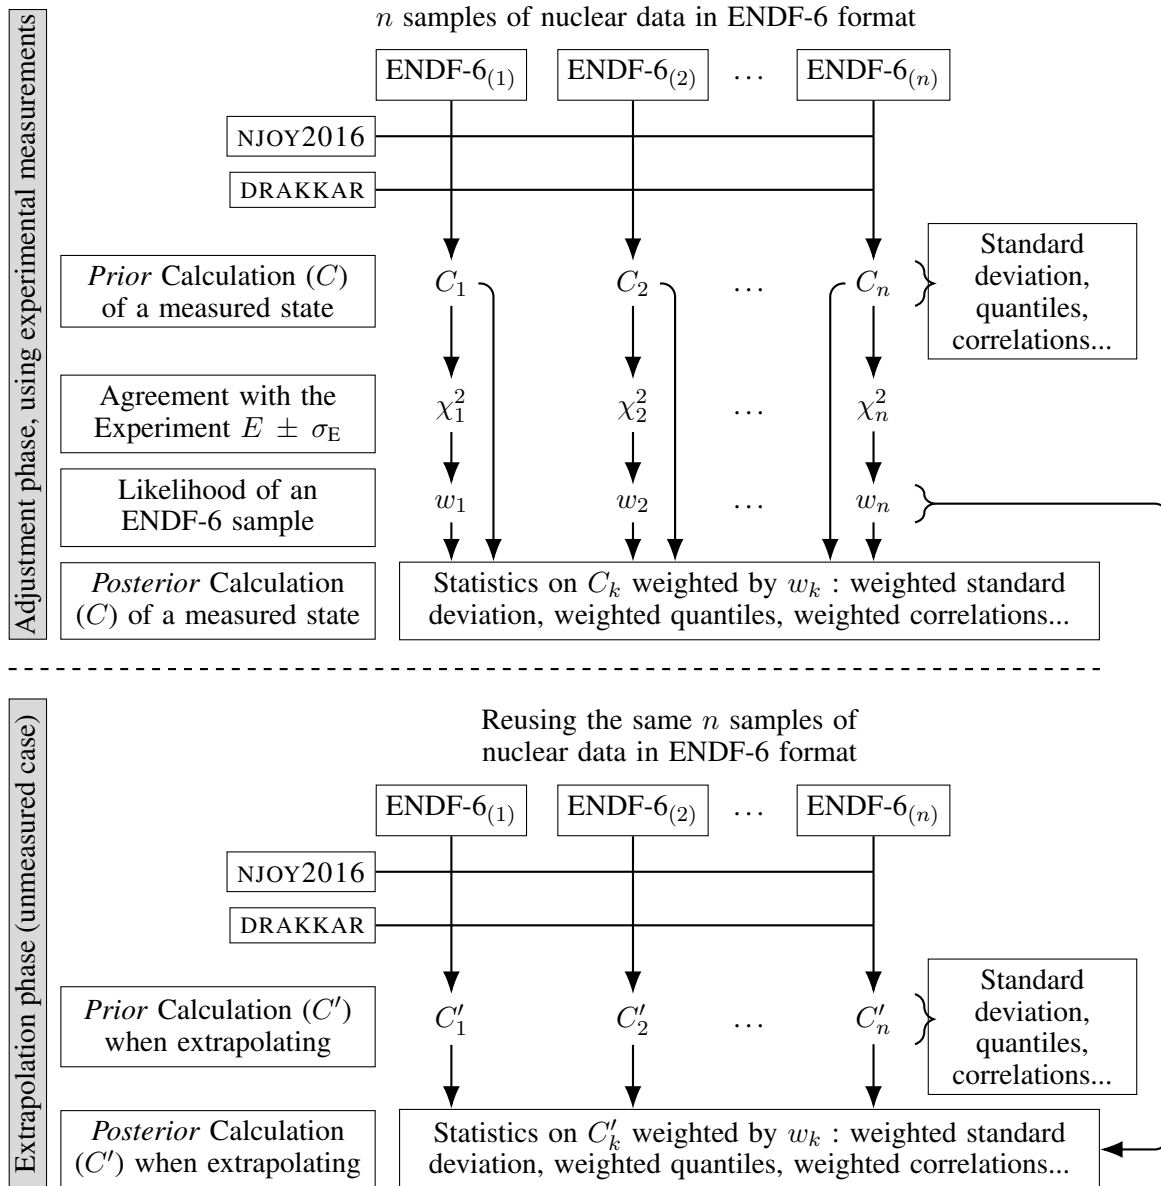 Adjustment phase, using experimental measurements
n samples of nuclear data in ENDF-6 format
ENDF-6(1) ENDF-6(2) … ENDF-6(n)
NJOY2016
DRAKKAR
Prior Calculation (C)
of a measured state
C₁ C₂ … Cₙ
Standard
deviation,
quantiles,
correlations...
Agreement with the
Experiment E ± σE
χ²₁ χ²₂ … χ²ₙ
Likelihood of an
ENDF-6 sample
w₁ w₂ … wₙ
Posterior Calculation
(C) of a measured state
Statistics on Cₖ weighted by wₖ : weighted standard
deviation, weighted quantiles, weighted correlations...
Extrapolation phase (unmeasured case)
Reusing the same n samples of
nuclear data in ENDF-6 format
ENDF-6(1) ENDF-6(2) … ENDF-6(n)
NJOY2016
DRAKKAR
Prior Calculation (C′)
when extrapolating
C′₁ C′₂ … C′ₙ
Standard
deviation,
quantiles,
correlations...
Posterior Calculation
(C′) when extrapolating
Statistics on C′ₖ weighted by wₖ : weighted standard
deviation, weighted quantiles, weighted correlations...